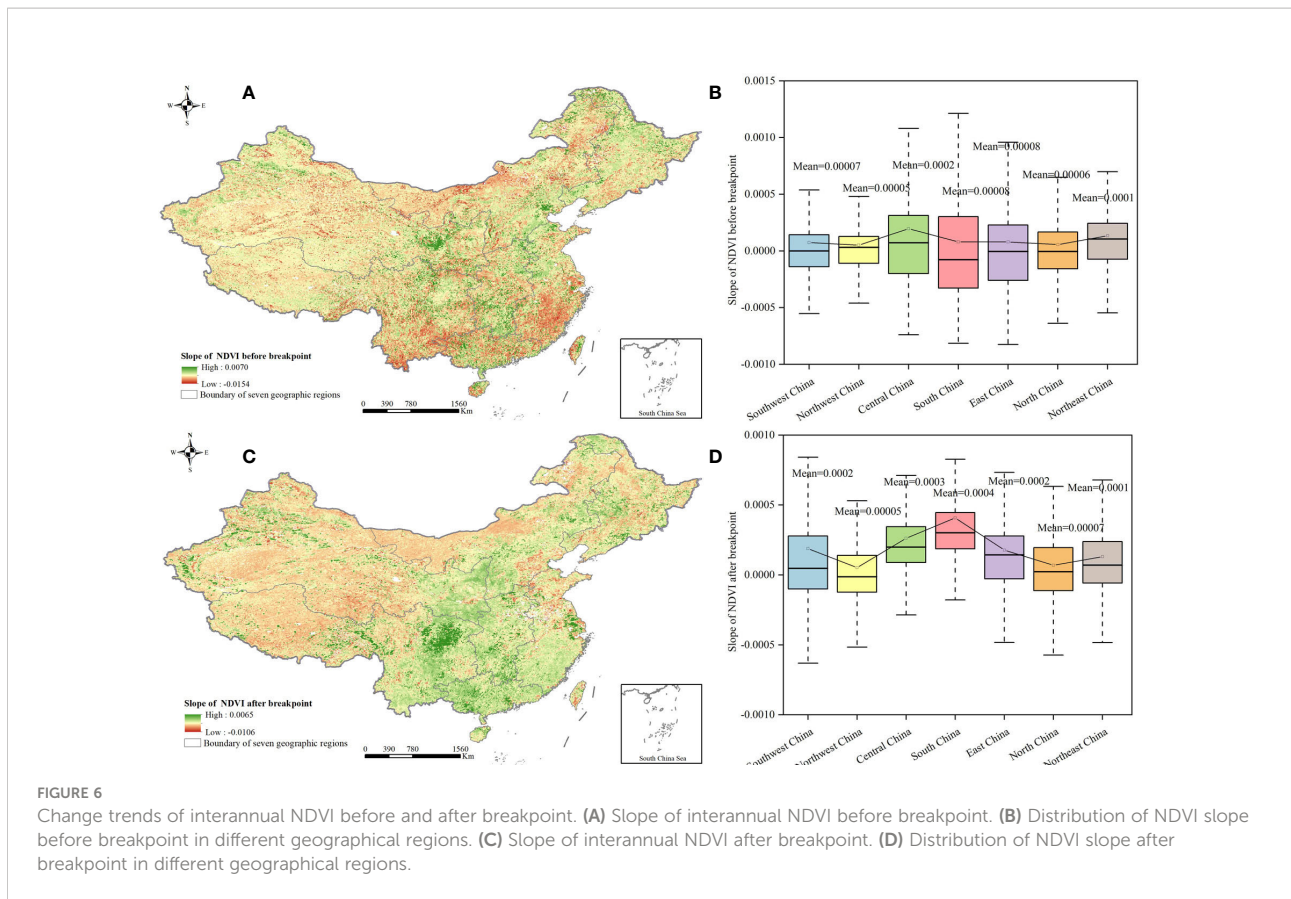 N
W E
S
A
Slope of NDVI before breakpoint
High : 0.0070
Low : -0.0154
Boundary of seven geographic regions
0 390 780 1560
Km
South China Sea
B
0.0015
0.0010
0.0005
0.0000
-0.0005
-0.0010
Slope of NDVI before breakpoint
Mean=0.00007
Mean=0.00005
Mean=0.0002
Mean=0.00008
Mean=0.00008
Mean=0.00006
Mean=0.0001
Southwest China
Northwest China
Central China
South China
East China
North China
Northeast China
N
W E
S
C
Slope of NDVI after breakpoint
High : 0.0065
Low : -0.0106
Boundary of seven geographic regions
0 390 780 1560
Km
South China Sea
D
0.0010
0.0005
0.0000
-0.0005
-0.0010
Slope of NDVI after breakpoint
Mean=0.0002
Mean=0.00005
Mean=0.0003
Mean=0.0004
Mean=0.0002
Mean=0.00007
Mean=0.0001
Southwest China
Northwest China
Central China
South China
East China
North China
Northeast China
FIGURE 6
Change trends of interannual NDVI before and after breakpoint. (A) Slope of interannual NDVI before breakpoint. (B) Distribution of NDVI slope
before breakpoint in different geographical regions. (C) Slope of interannual NDVI after breakpoint. (D) Distribution of NDVI slope after
breakpoint in different geographical regions.